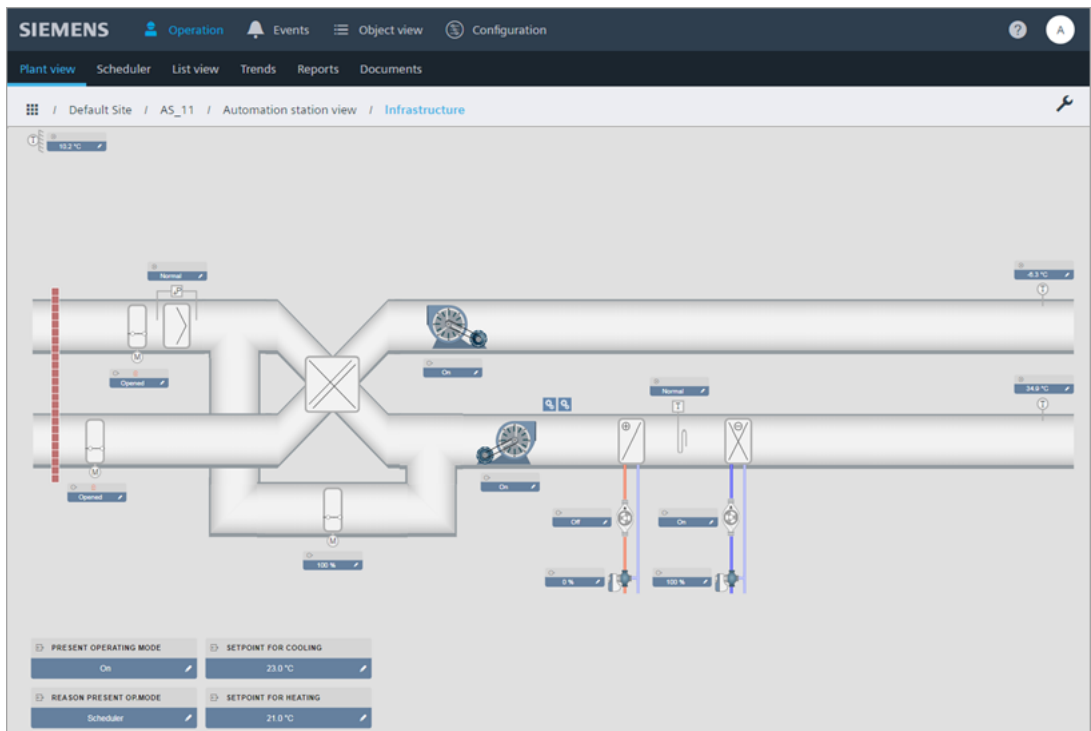 SIEMENS Operation Events Object view Configuration ? A
Plant view Scheduler List view Trends Reports Documents
/ Default Site / AS_11 / Automation station view / Infrastructure
T
10.2 °C
Normal
-8.3 °C
P
T
M
Opened
On
Normal
34.9 °C
T
T
M
Opened
On
Off
On
M
100 %
0 %
100 %
PRESENT OPERATING MODE
On
SETPOINT FOR COOLING
23.0 °C
REASON PRESENT OP.MODE
Scheduler
SETPOINT FOR HEATING
21.0 °C